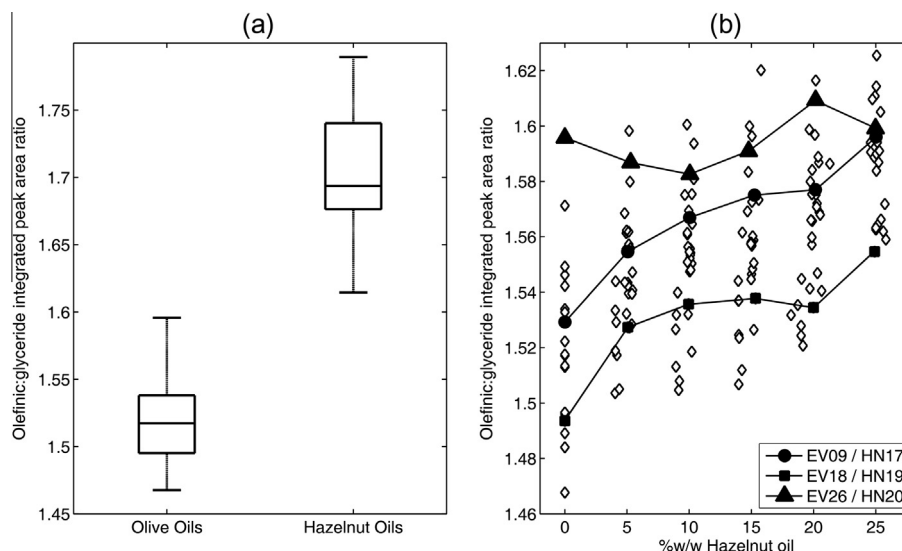 (a)
Olefinic:glyceride integrated peak area ratio
1.75
1.7
1.65
1.6
1.55
1.5
1.45
Olive Oils
Hazelnut Oils
(b)
Olefinic:glyceride integrated peak area ratio
1.62
1.6
1.58
1.56
1.54
1.52
1.5
1.48
1.46
0
5
10
15
20
25
%w/w Hazelnut oil
EV09 / HN17
EV18 / HN19
EV26 / HN20